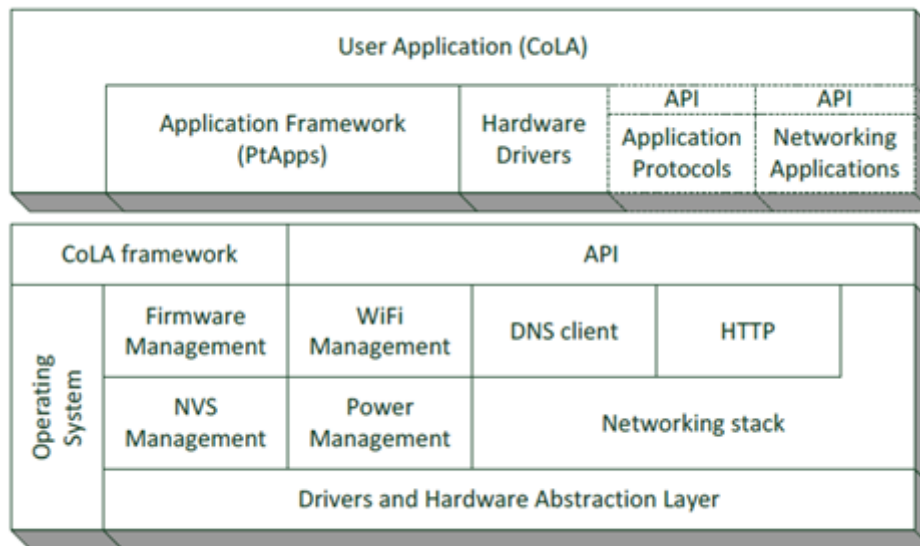 User Application (CoLA)
API
API
Application Framework
(PtApps)
Hardware
Drivers
Application
Protocols
Networking
Applications
CoLA framework
API
Operating
System
Firmware
Management
WiFi
Management
DNS client
HTTP
NVS
Management
Power
Management
Networking stack
Drivers and Hardware Abstraction Layer